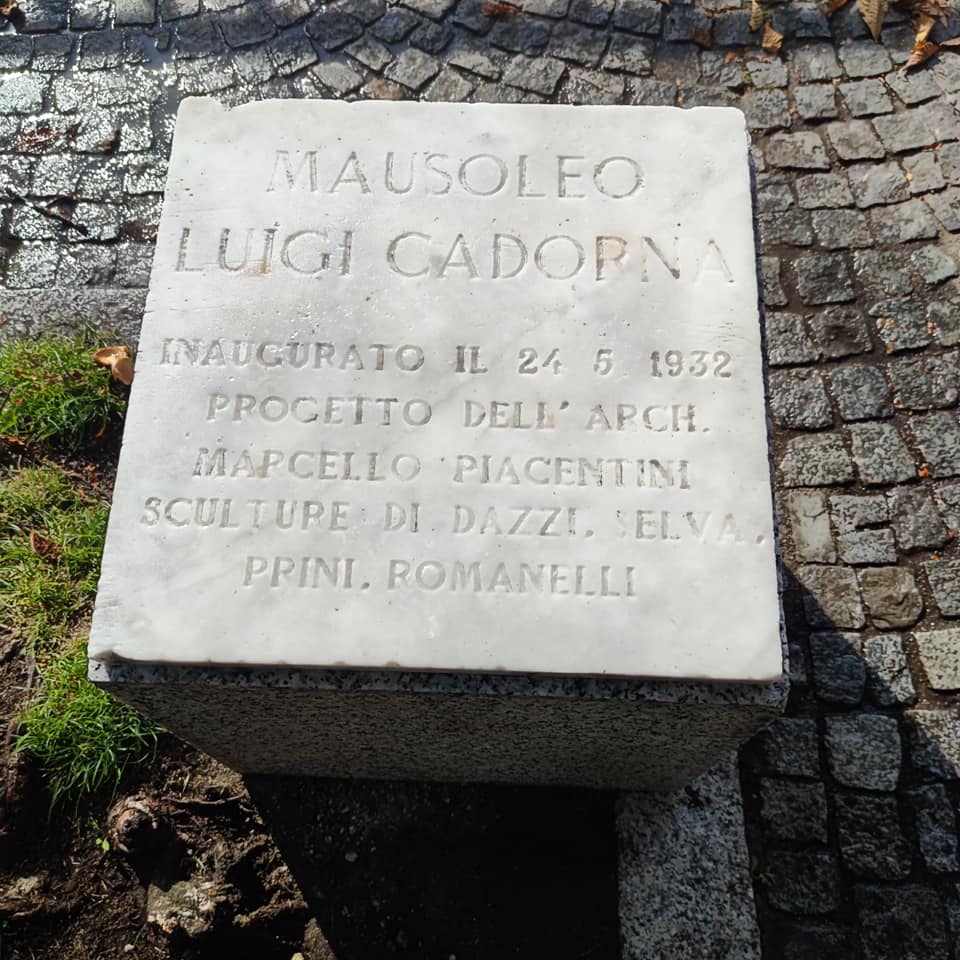 MAUSOLEO
LUIGI CADORNA
INAUGURATO IL 24 5 1932
PROGETTO DELL' ARCH.
MARCELLO PIACENTINI
SCULTURE DI DAZZI, SELVA,
PRINI, ROMANELLI